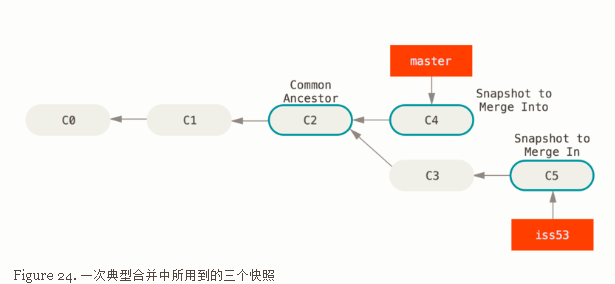 master
Common
Ancestor
Snapshot to
Merge Into
C0
C1
C2
C4
Snapshot to
Merge In
C3
C5
iss53
Figure 24. 一次典型合并中所用到的三个快照